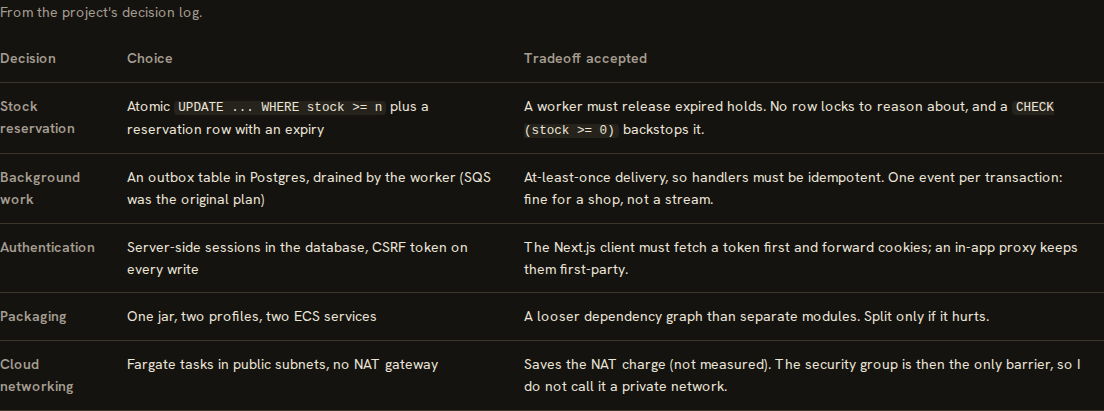 From the project's decision log.
Decision Choice Tradeoff accepted
Stock reservation
Atomic UPDATE ... WHERE stock >= n plus a
reservation row with an expiry
A worker must release expired holds. No row locks to reason about, and a CHECK
(stock >= 0) backstops it.
Background
work
An outbox table in Postgres, drained by the worker (SQS
was the original plan)
At-least-once delivery, so handlers must be idempotent. One event per transaction:
fine for a shop, not a stream.
Authentication
Server-side sessions in the database, CSRF token on
every write
The Next.js client must fetch a token first and forward cookies; an in-app proxy keeps
them first-party.
Packaging
One jar, two profiles, two ECS services
A looser dependency graph than separate modules. Split only if it hurts.
Cloud
networking
Fargate tasks in public subnets, no NAT gateway
Saves the NAT charge (not measured). The security group is then the only barrier, so I
do not call it a private network.